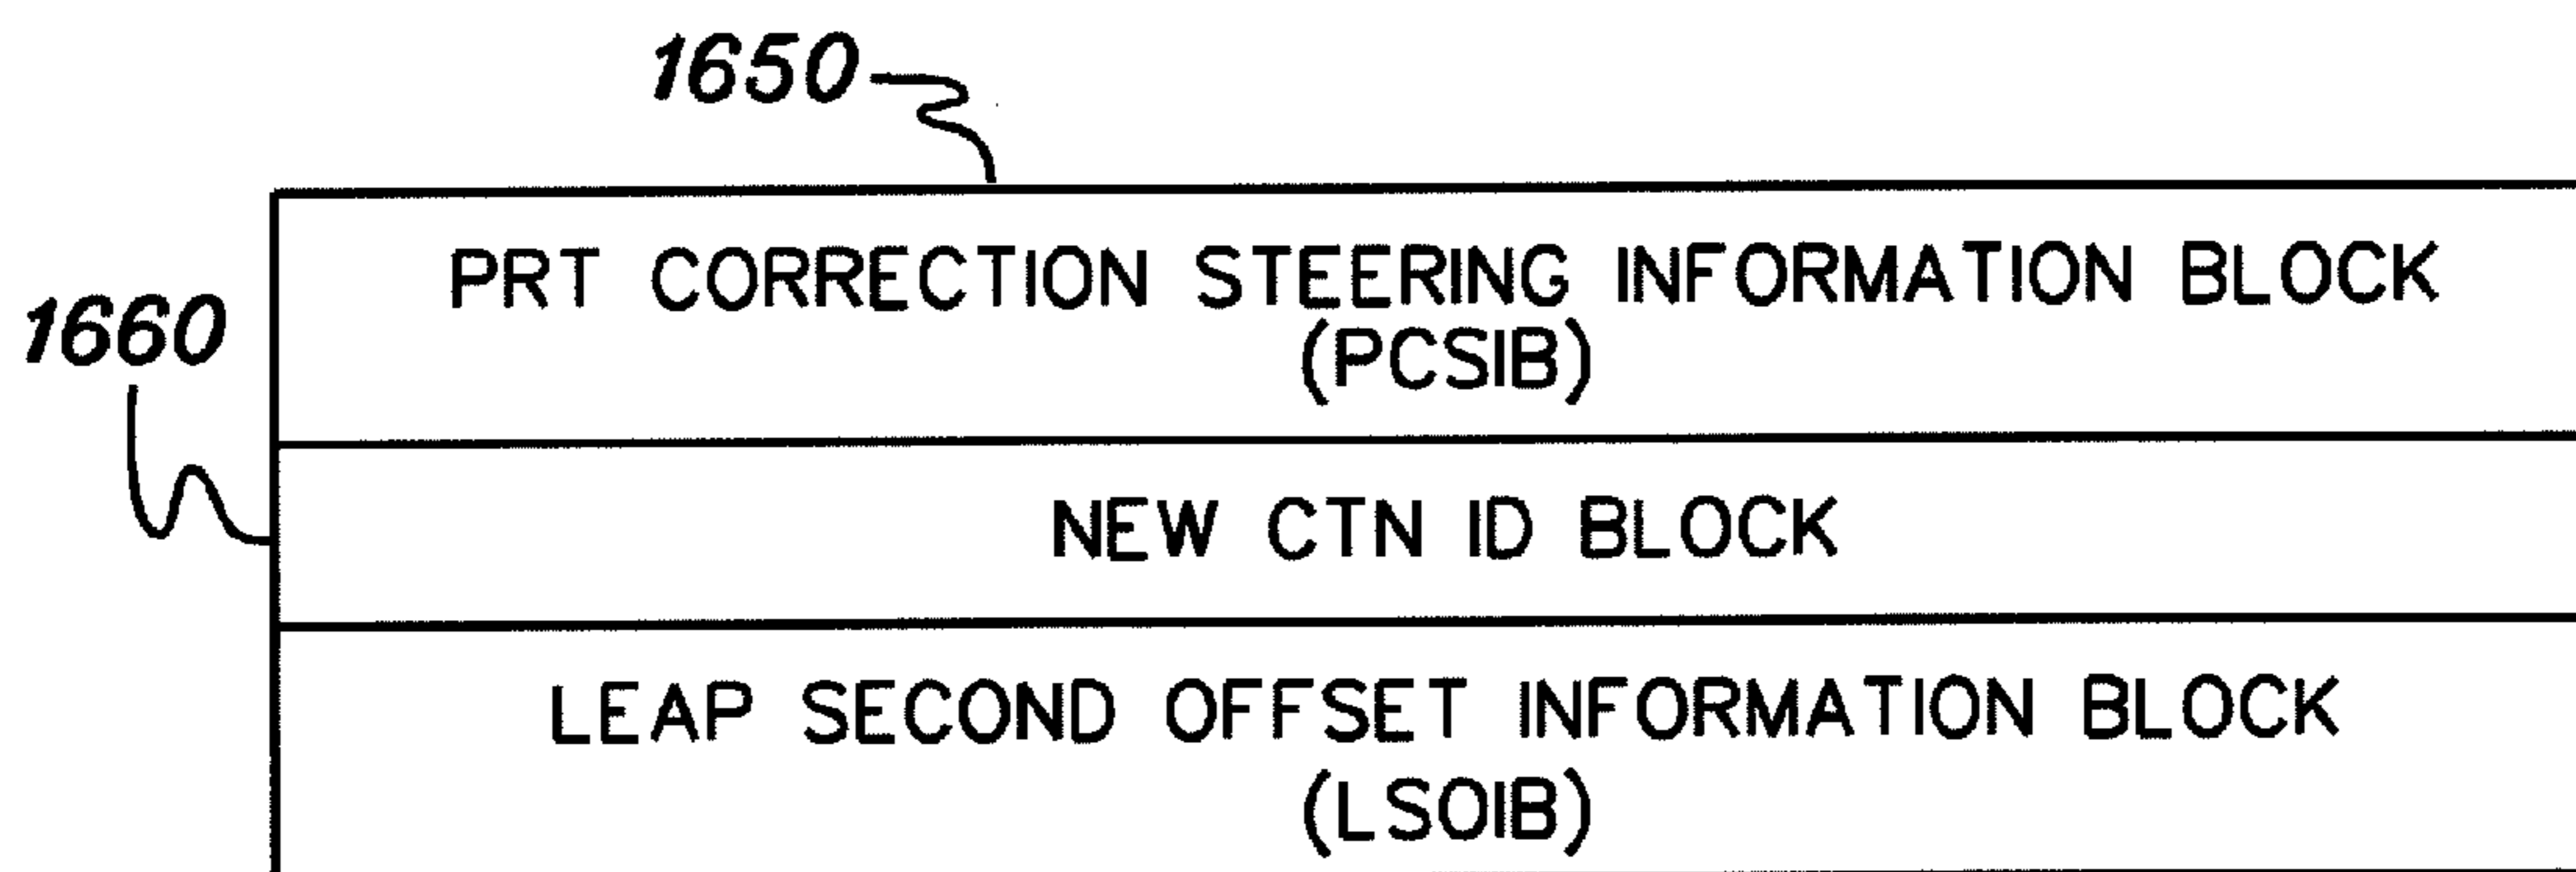 1650
PRT CORRECTION STEERING INFORMATION BLOCK
(PCSIB)
1660
NEW CTN ID BLOCK
LEAP SECOND OFFSET INFORMATION BLOCK
(LSOIB)